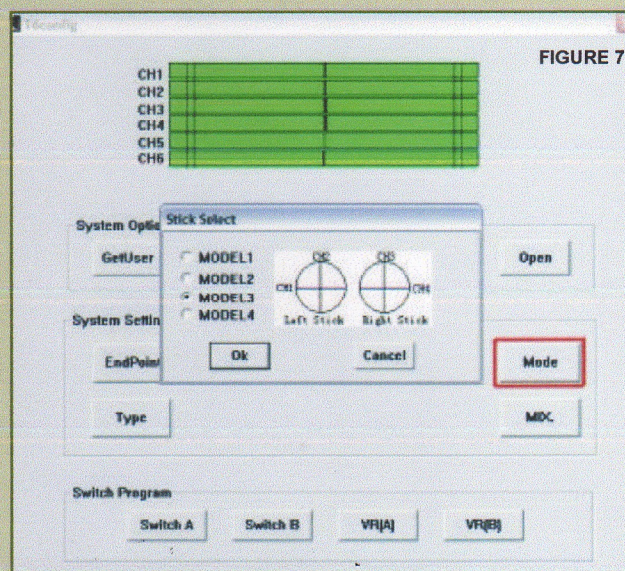 T6config
FIGURE 7
CH1
CH2
CH3
CH4
CH5
CH6
System Optio
GetUser
Open
Stick Select
MODEL1
MODEL2
MODEL3
MODEL4
CH2
CH3
CH1
CH4
Left Stick
Right Stick
Ok
Cancel
System Settin
EndPoint
Mode
Type
MIX.
Switch Program
Switch A
Switch B
VR(A)
VR(B)